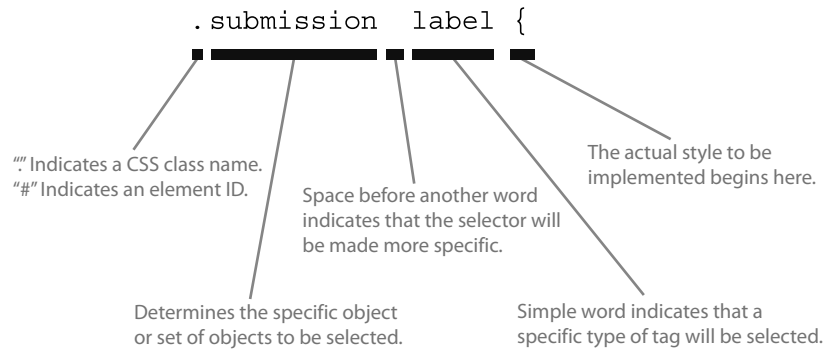 .submission label {
“.” Indicates a CSS class name.
“#” Indicates an element ID.
Space before another word
indicates that the selector will
be made more specific.
The actual style to be
implemented begins here.
Determines the specific object
or set of objects to be selected.
Simple word indicates that a
specific type of tag will be selected.